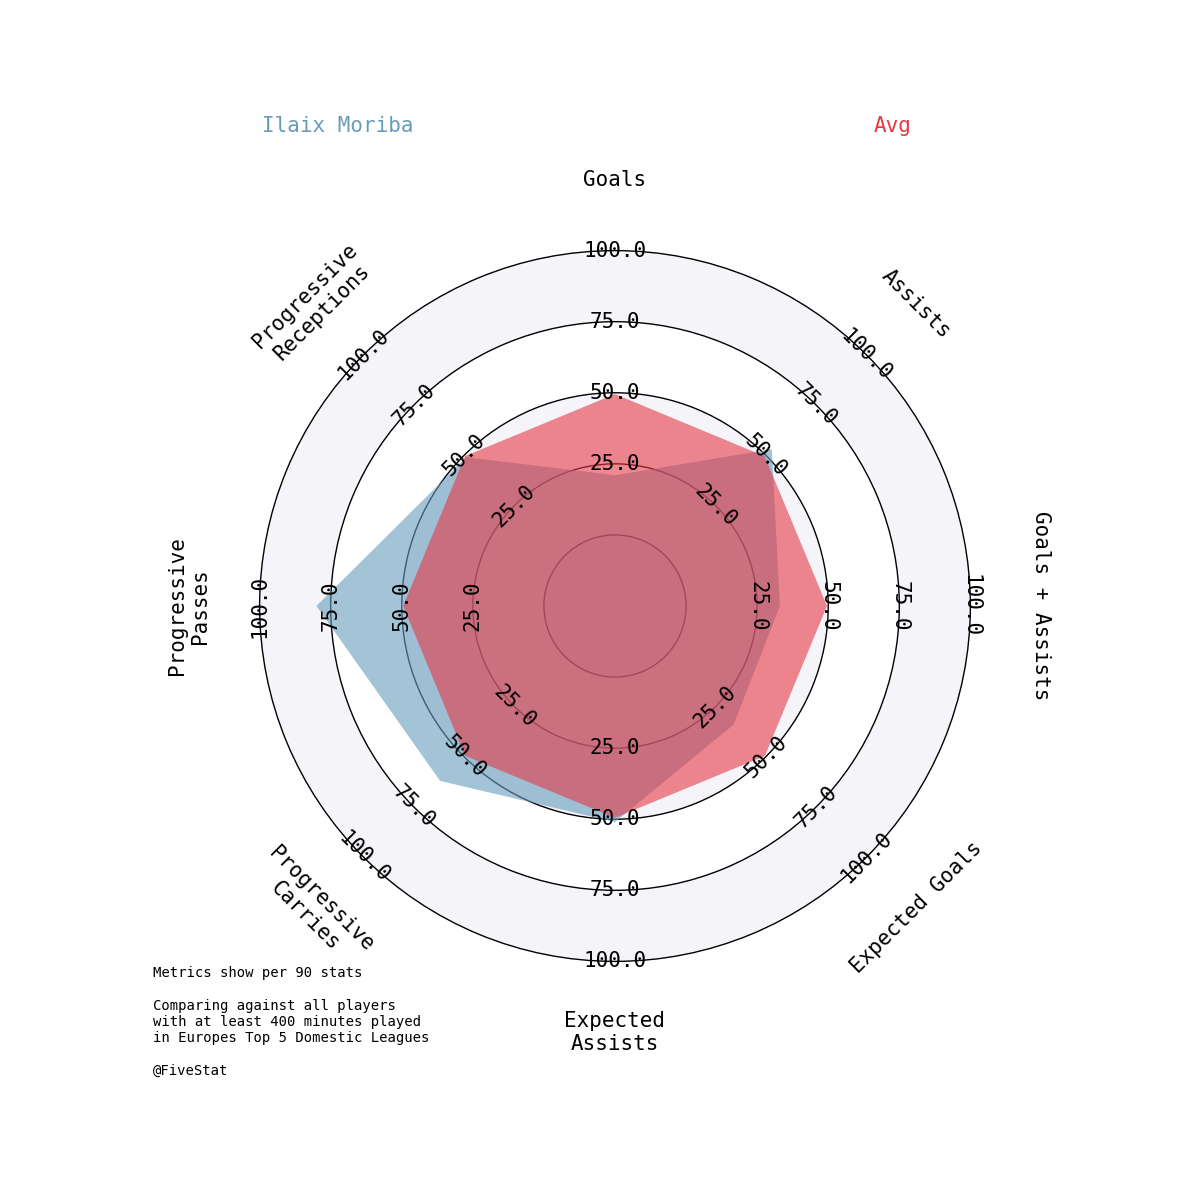 Ilaix Moriba
Avg
Goals
Assists
Goals + Assists
Expected Goals
Expected
Assists
Progressive
Carries
Progressive
Passes
Progressive
Receptions
25.0
50.0
75.0
100.0
25.0
50.0
75.0
100.0
25.0
50.0
75.0
100.0
25.0
50.0
75.0
100.0
25.0
50.0
75.0
100.0
25.0
50.0
75.0
100.0
25.0
50.0
75.0
100.0
25.0
50.0
75.0
100.0
Metrics show per 90 stats
Comparing against all players
with at least 400 minutes played
in Europes Top 5 Domestic Leagues
@FiveStat